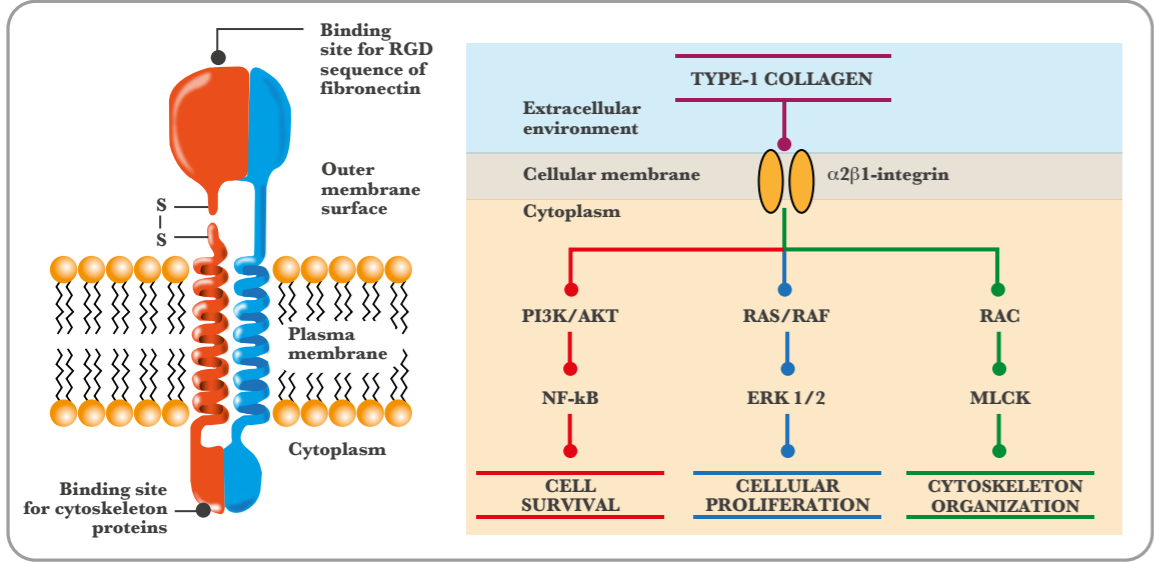 Binding
site for RGD
sequence of
fibronectin
Outer
membrane
surface
S
S
Plasma
membrane
Cytoplasm
Binding site
for cytoskeleton
proteins
TYPE-1 COLLAGEN
Extracellular
environment
Cellular membrane
α2β1-integrin
Cytoplasm
PI3K/AKT
RAS/RAF
RAC
NF-kB
ERK 1/2
MLCK
CELL
SURVIVAL
CELLULAR
PROLIFERATION
CYTOSKELETON
ORGANIZATION